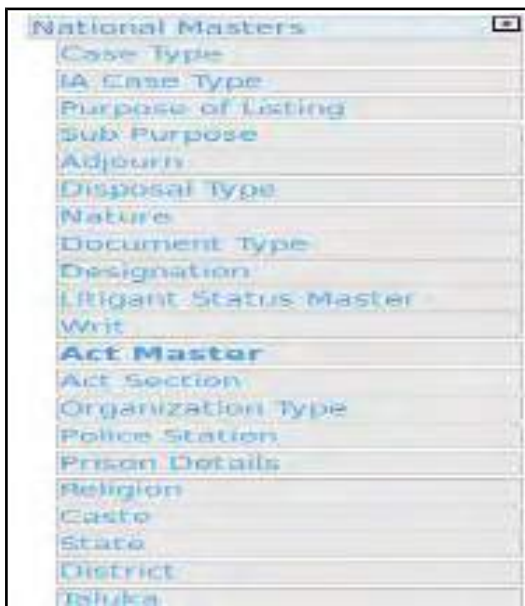 National Masters
Case Type
IA Case Type
Purpose of Listing
Sub Purpose
Adjourn
Disposal Type
Nature
Document Type
Designation
Litigant Status Master
Writ
Act Master
Act Section
Organization Type
Police Station
Prison Details
Religion
Caste
State
District
Taluka